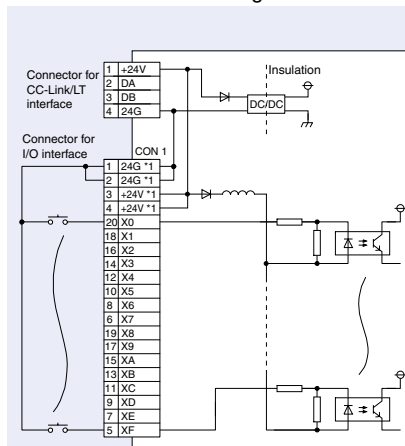 Connector for
CC-Link/LT
interface
1 +24V
2 DA
3 DB
4 24G
Insulation
DC/DC
Connector for
I/O interface
CON 1
1 24G *1
2 24G *1
3 +24V *1
4 +24V *1
20 X0
18 X1
16 X2
14 X3
12 X4
10 X5
8 X6
6 X7
19 X8
17 X9
15 XA
13 XB
11 XC
9 XD
7 XE
5 XF